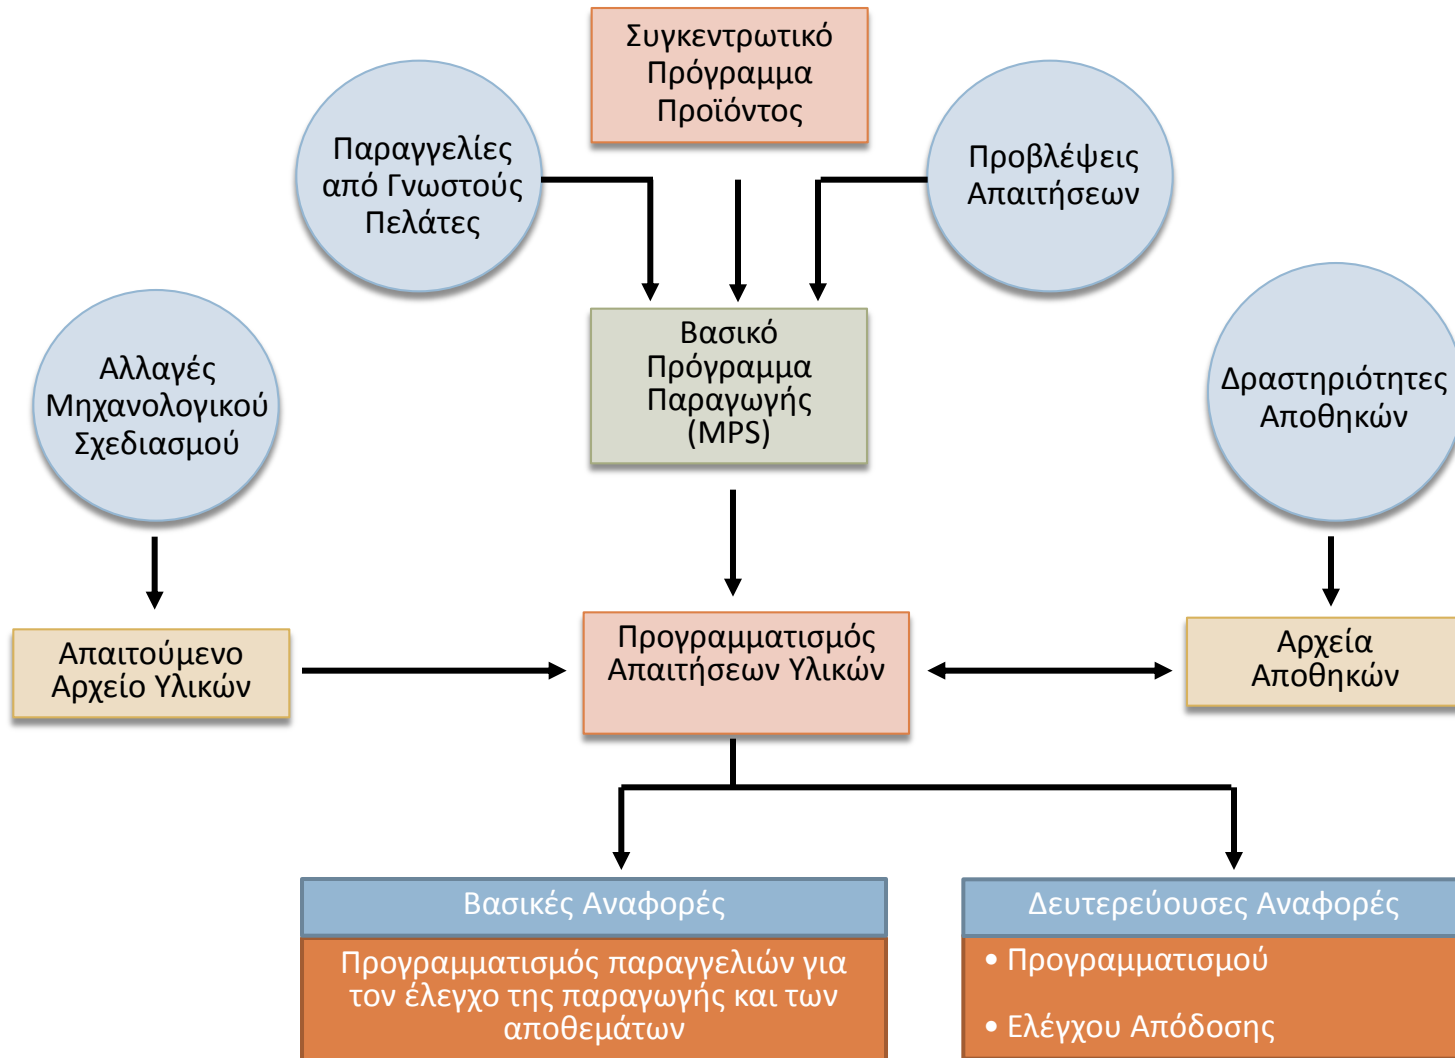 Συγκεντρωτικό
Πρόγραμμα
Προϊόντος
Παραγγελίες
από Γνωστούς
Πελάτες
Προβλέψεις
Απαιτήσεων
Βασικό
Πρόγραμμα
Παραγωγής
(MPS)
Αλλαγές
Μηχανολογικού
Σχεδιασμού
Δραστηριότητες
Αποθηκών
Απαιτούμενο
Αρχείο Υλικών
Προγραμματισμός
Απαιτήσεων Υλικών
Αρχεία
Αποθηκών
Βασικές Αναφορές
Προγραμματισμός παραγγελιών για
τον έλεγχο της παραγωγής και των
αποθεμάτων
Δευτερεύουσες Αναφορές
• Προγραμματισμού
• Ελέγχου Απόδοσης